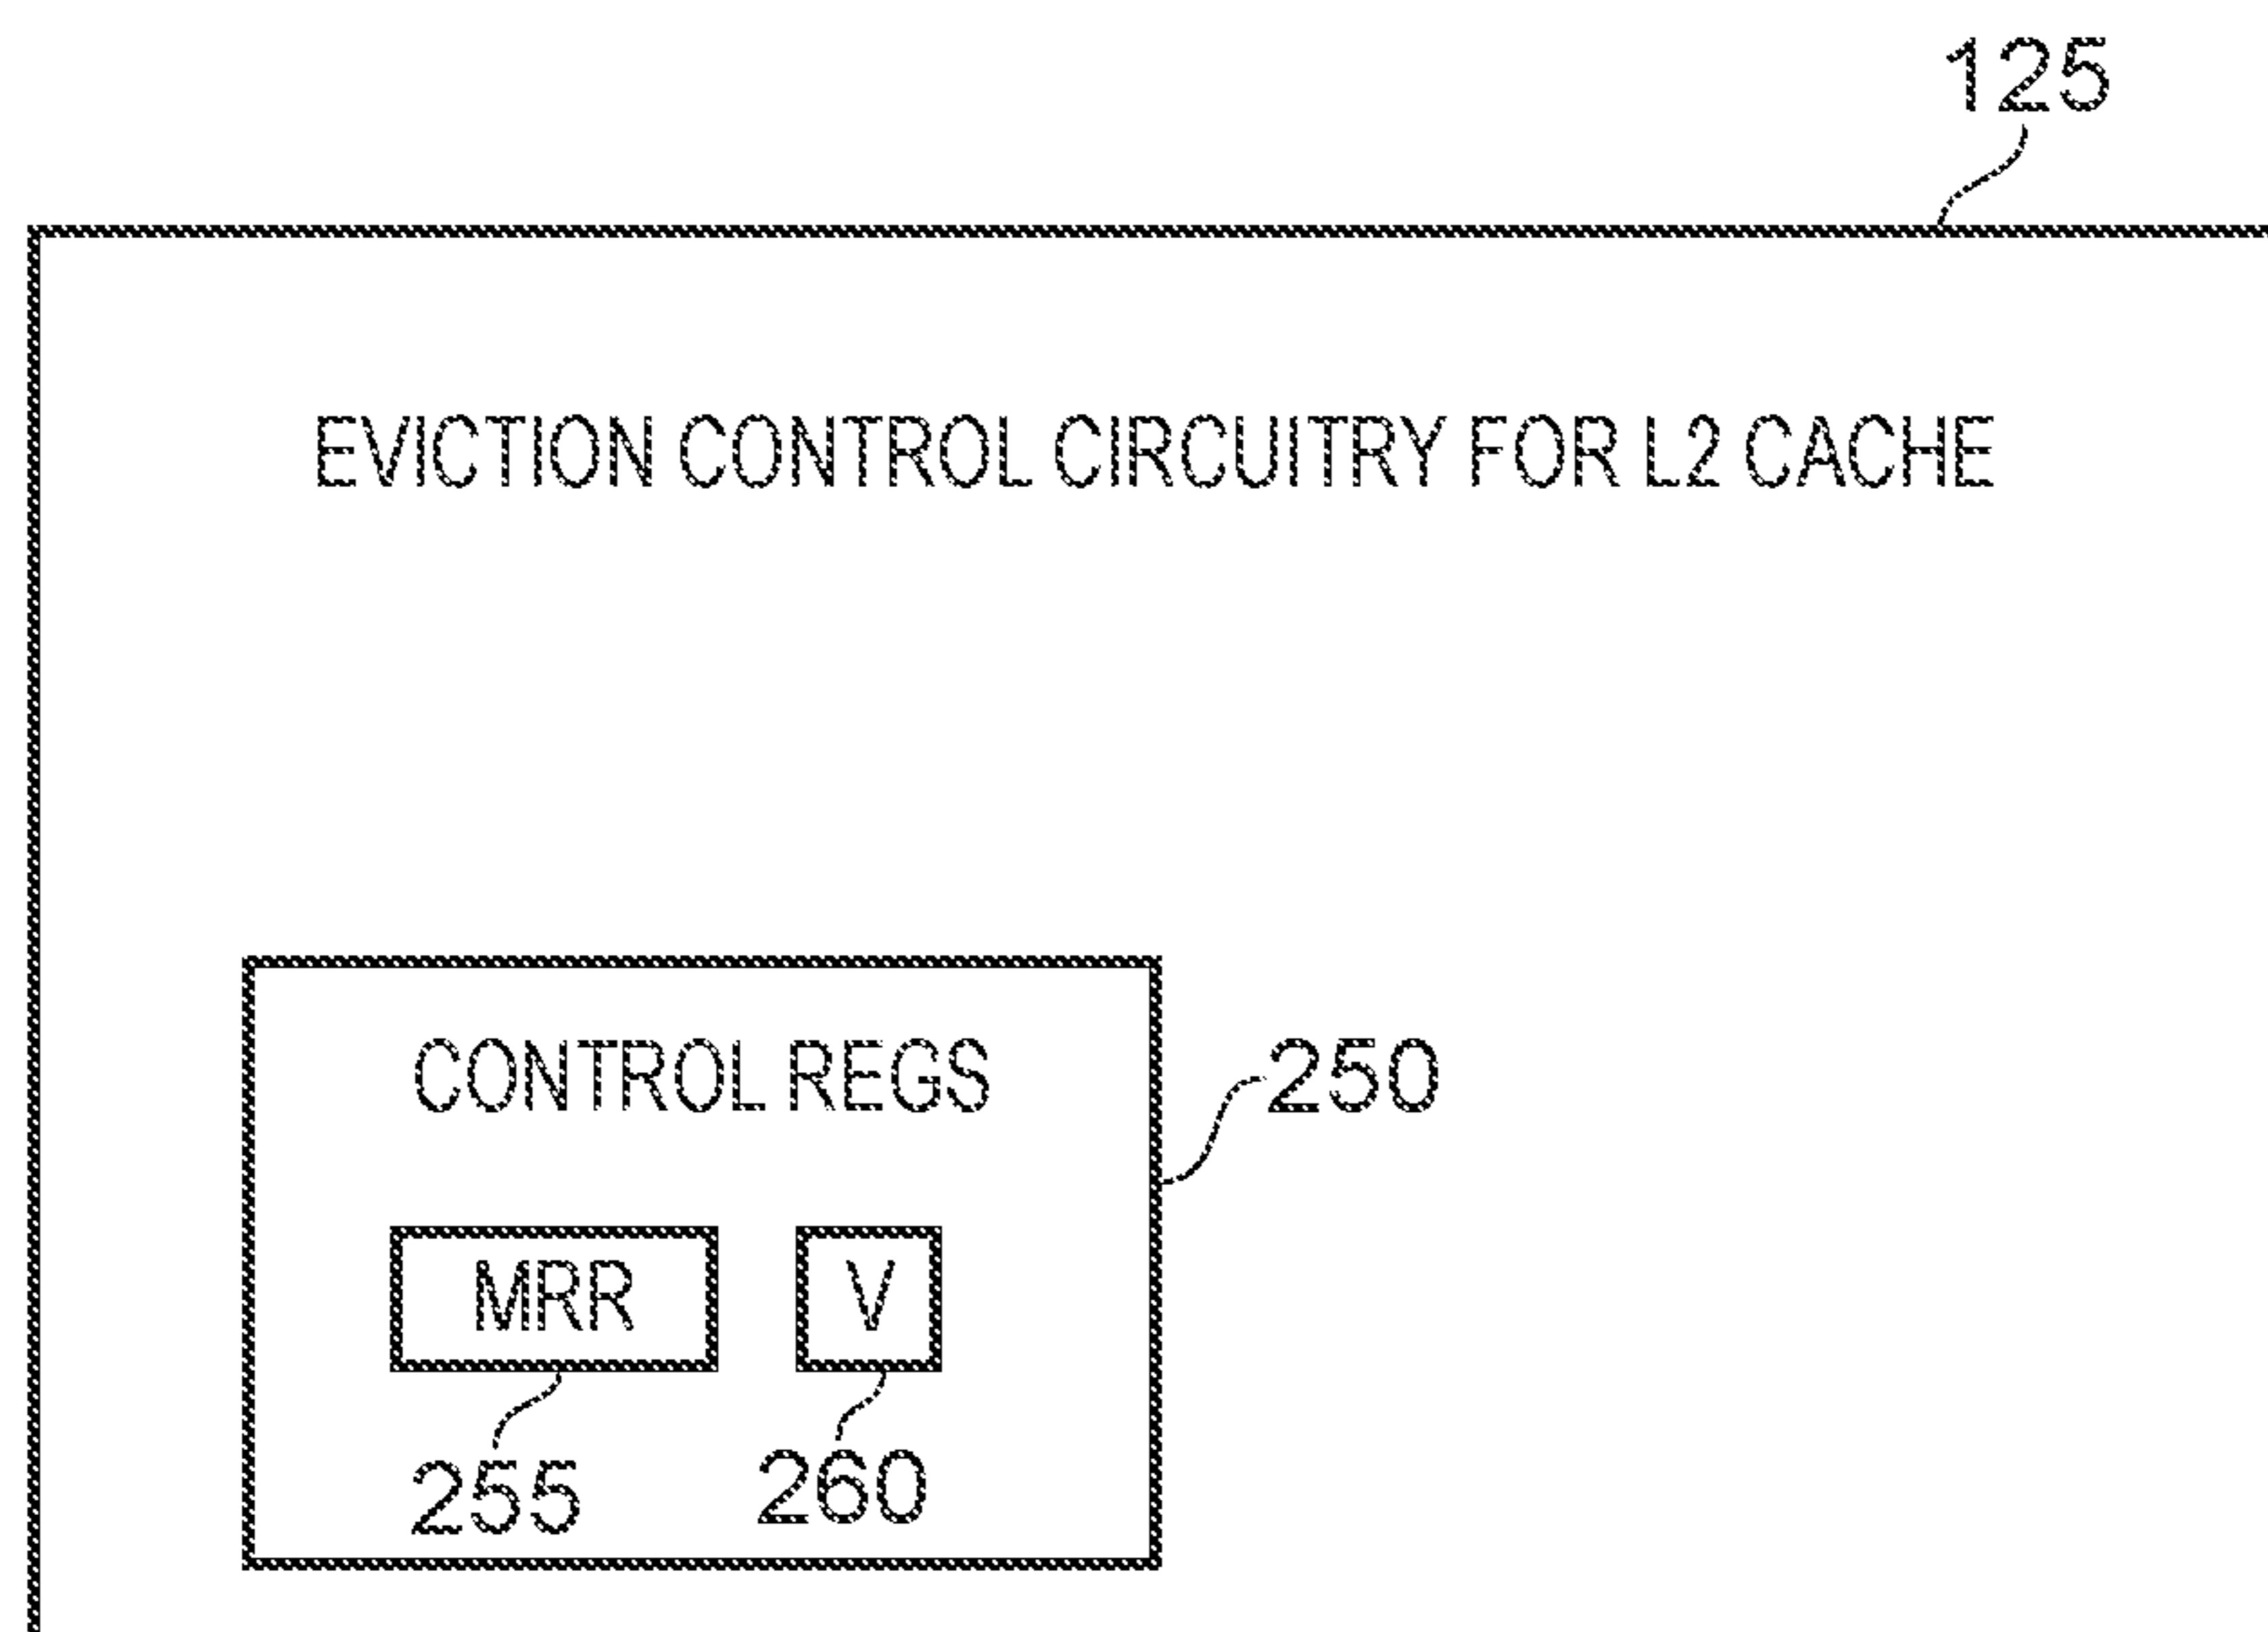 125
EVICTION CONTROL CIRCUITRY FOR L2 CACHE
CONTROL REGS
250
MRR
V
255
260